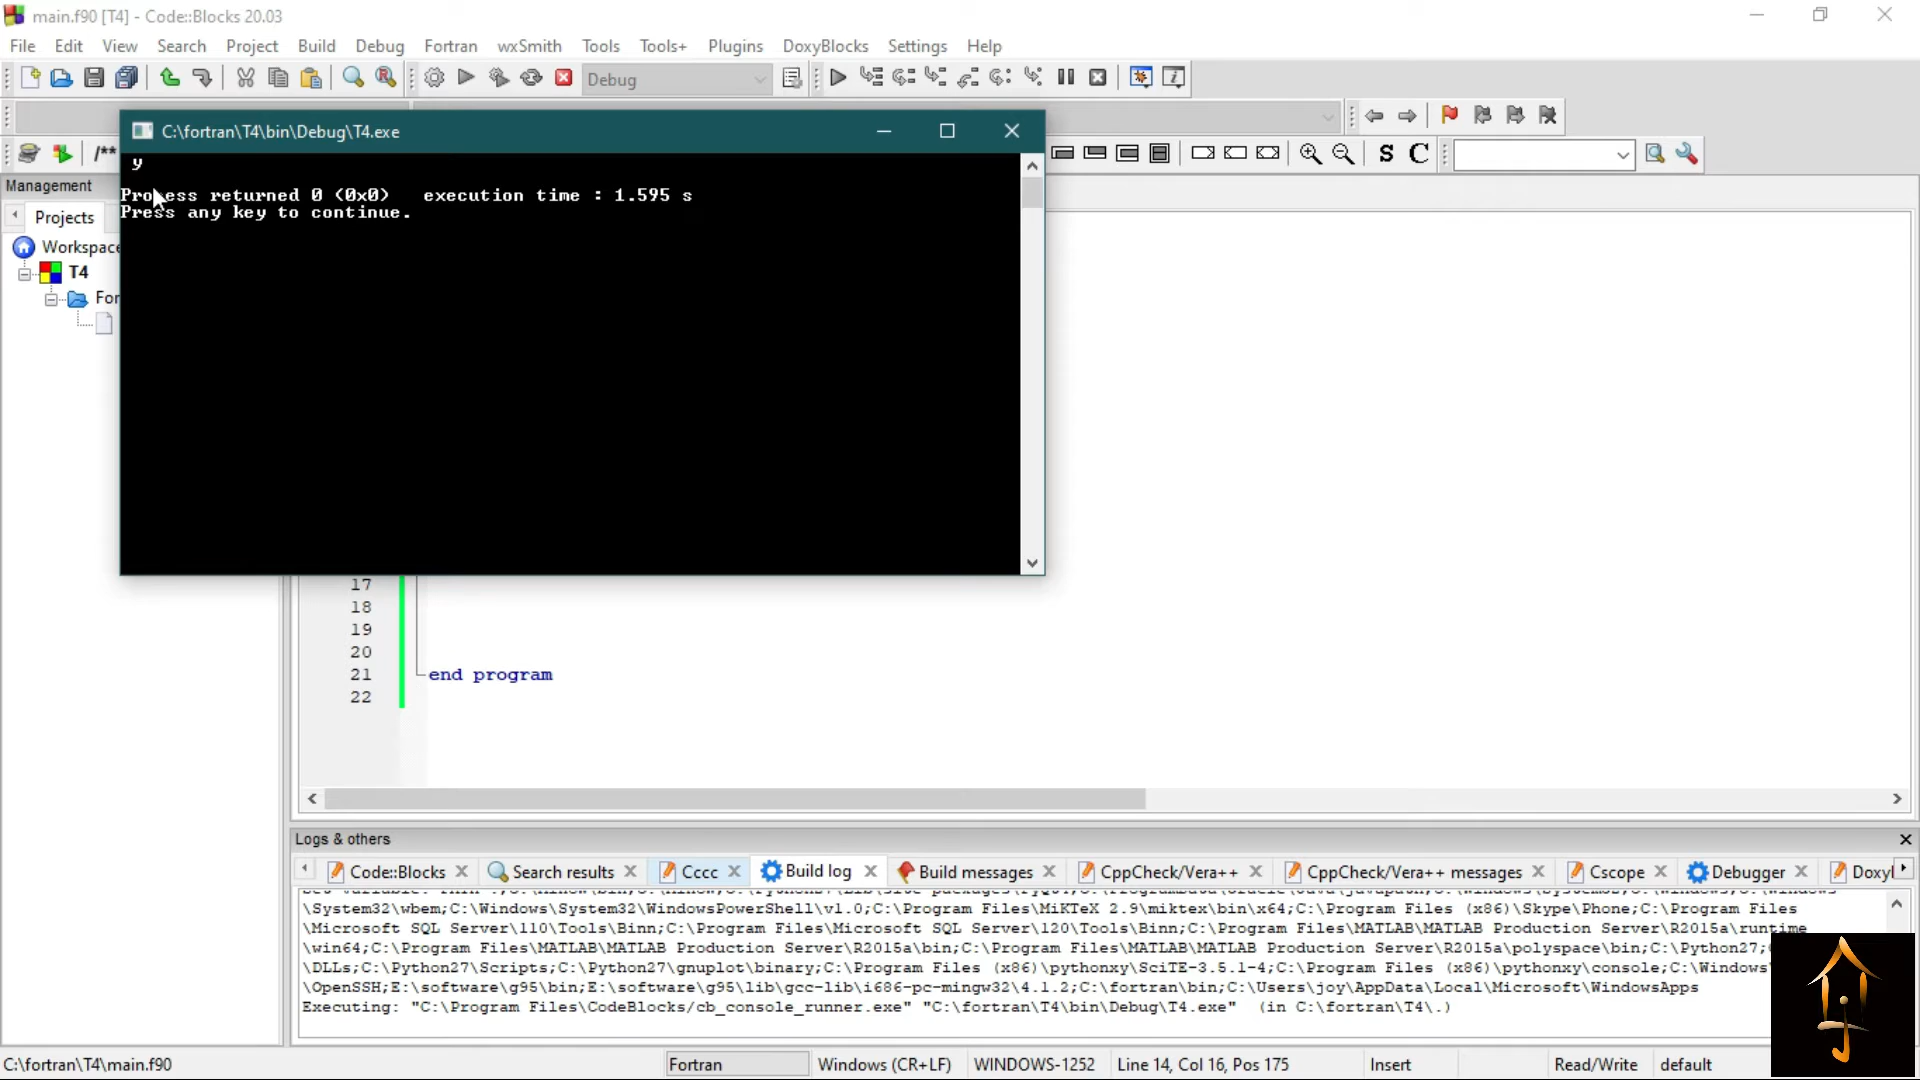 main.f90 [T4] - Code::Blocks 20.03
File Edit View Search Project Build Debug Fortran wxSmith Tools Tools+ Plugins DoxyBlocks Settings Help
Debug
C:\fortran\T4\bin\Debug\T4.exe
/**
S C
y
Management
Process returned 0 (0x0) execution time : 1.595 s
Press any key to continue.
Projects
Workspace
T4
For
17
18
19
20
21 end program
22
Logs & others
Code::Blocks Search results Cccc Build log Build messages CppCheck/Vera++ CppCheck/Vera++ messages Cscope Debugger Doxyl
\System32\wbem;C:\Windows\System32\WindowsPowerShell\v1.0;C:\Program Files\MiKTeX 2.9\miktex\bin\x64;C:\Program Files (x86)\Skype\Phone;C:\Program Files
\Microsoft SQL Server\110\Tools\Binn;C:\Program Files\Microsoft SQL Server\120\Tools\Binn;C:\Program Files\MATLAB\MATLAB Production Server\R2015a\runtime
\win64;C:\Program Files\MATLAB\MATLAB Production Server\R2015a\bin;C:\Program Files\MATLAB\MATLAB Production Server\R2015a\polyspace\bin;C:\Python27;
\DLLs;C:\Python27\Scripts;C:\Python27\gnuplot\binary;C:\Program Files (x86)\pythonxy\SciTE-3.5.1-4;C:\Program Files (x86)\pythonxy\console;C:\Windows
\OpenSSH;E:\software\g95\bin;E:\software\g95\lib\gcc-lib\i686-pc-mingw32\4.1.2;C:\fortran\bin;C:\Users\joy\AppData\Local\Microsoft\WindowsApps
Executing: "C:\Program Files\CodeBlocks/cb_console_runner.exe" "C:\fortran\T4\bin\Debug\T4.exe" (in C:\fortran\T4\.)
C:\fortran\T4\main.f90 Fortran Windows (CR+LF) WINDOWS-1252 Line 14, Col 16, Pos 175 Insert Read/Write default